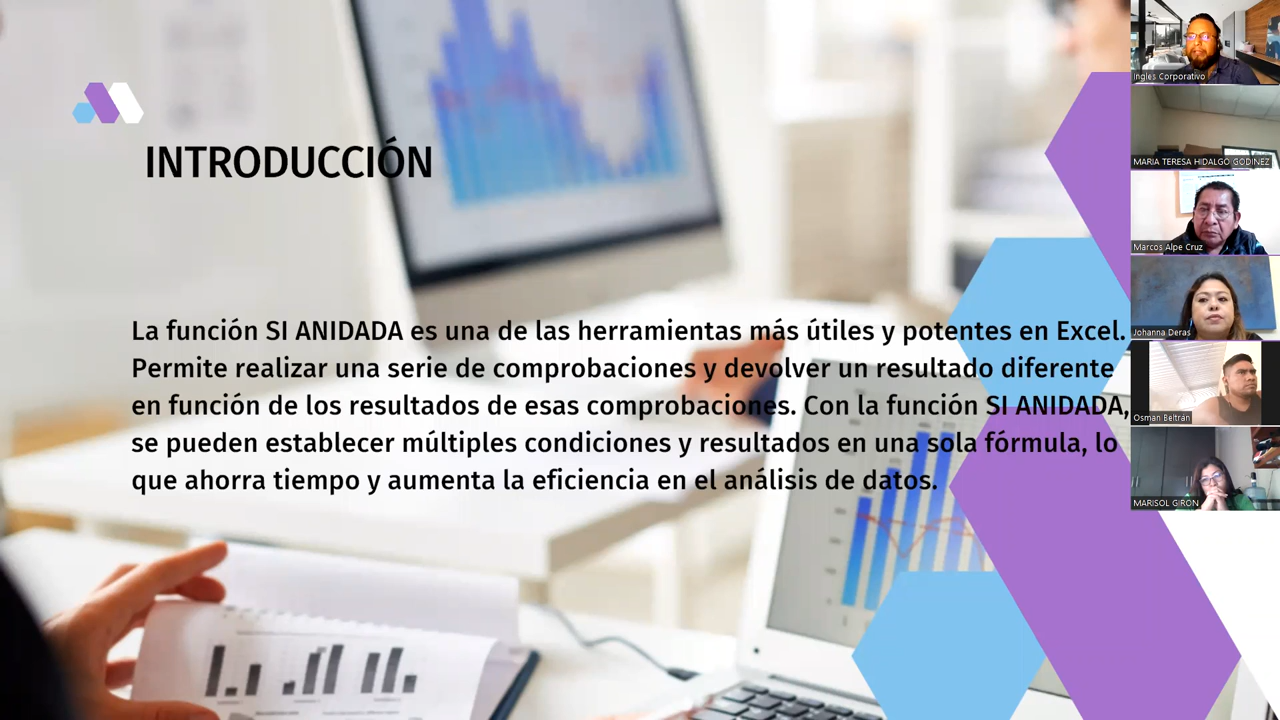 INTRODUCCIÓN
La función SI ANIDADA es una de las herramientas más útiles y potentes en Excel.
Permite realizar una serie de comprobaciones y devolver un resultado diferente
en función de los resultados de esas comprobaciones. Con la función SI ANIDADA,
se pueden establecer múltiples condiciones y resultados en una sola fórmula, lo
que ahorra tiempo y aumenta la eficiencia en el análisis de datos.
Ingles Corporativo
MARIA TERESA HIDALGO GODINEZ
Marcos Alpe Cruz
Johanna Deras
Osman Beltrán
MARISOL GIRON